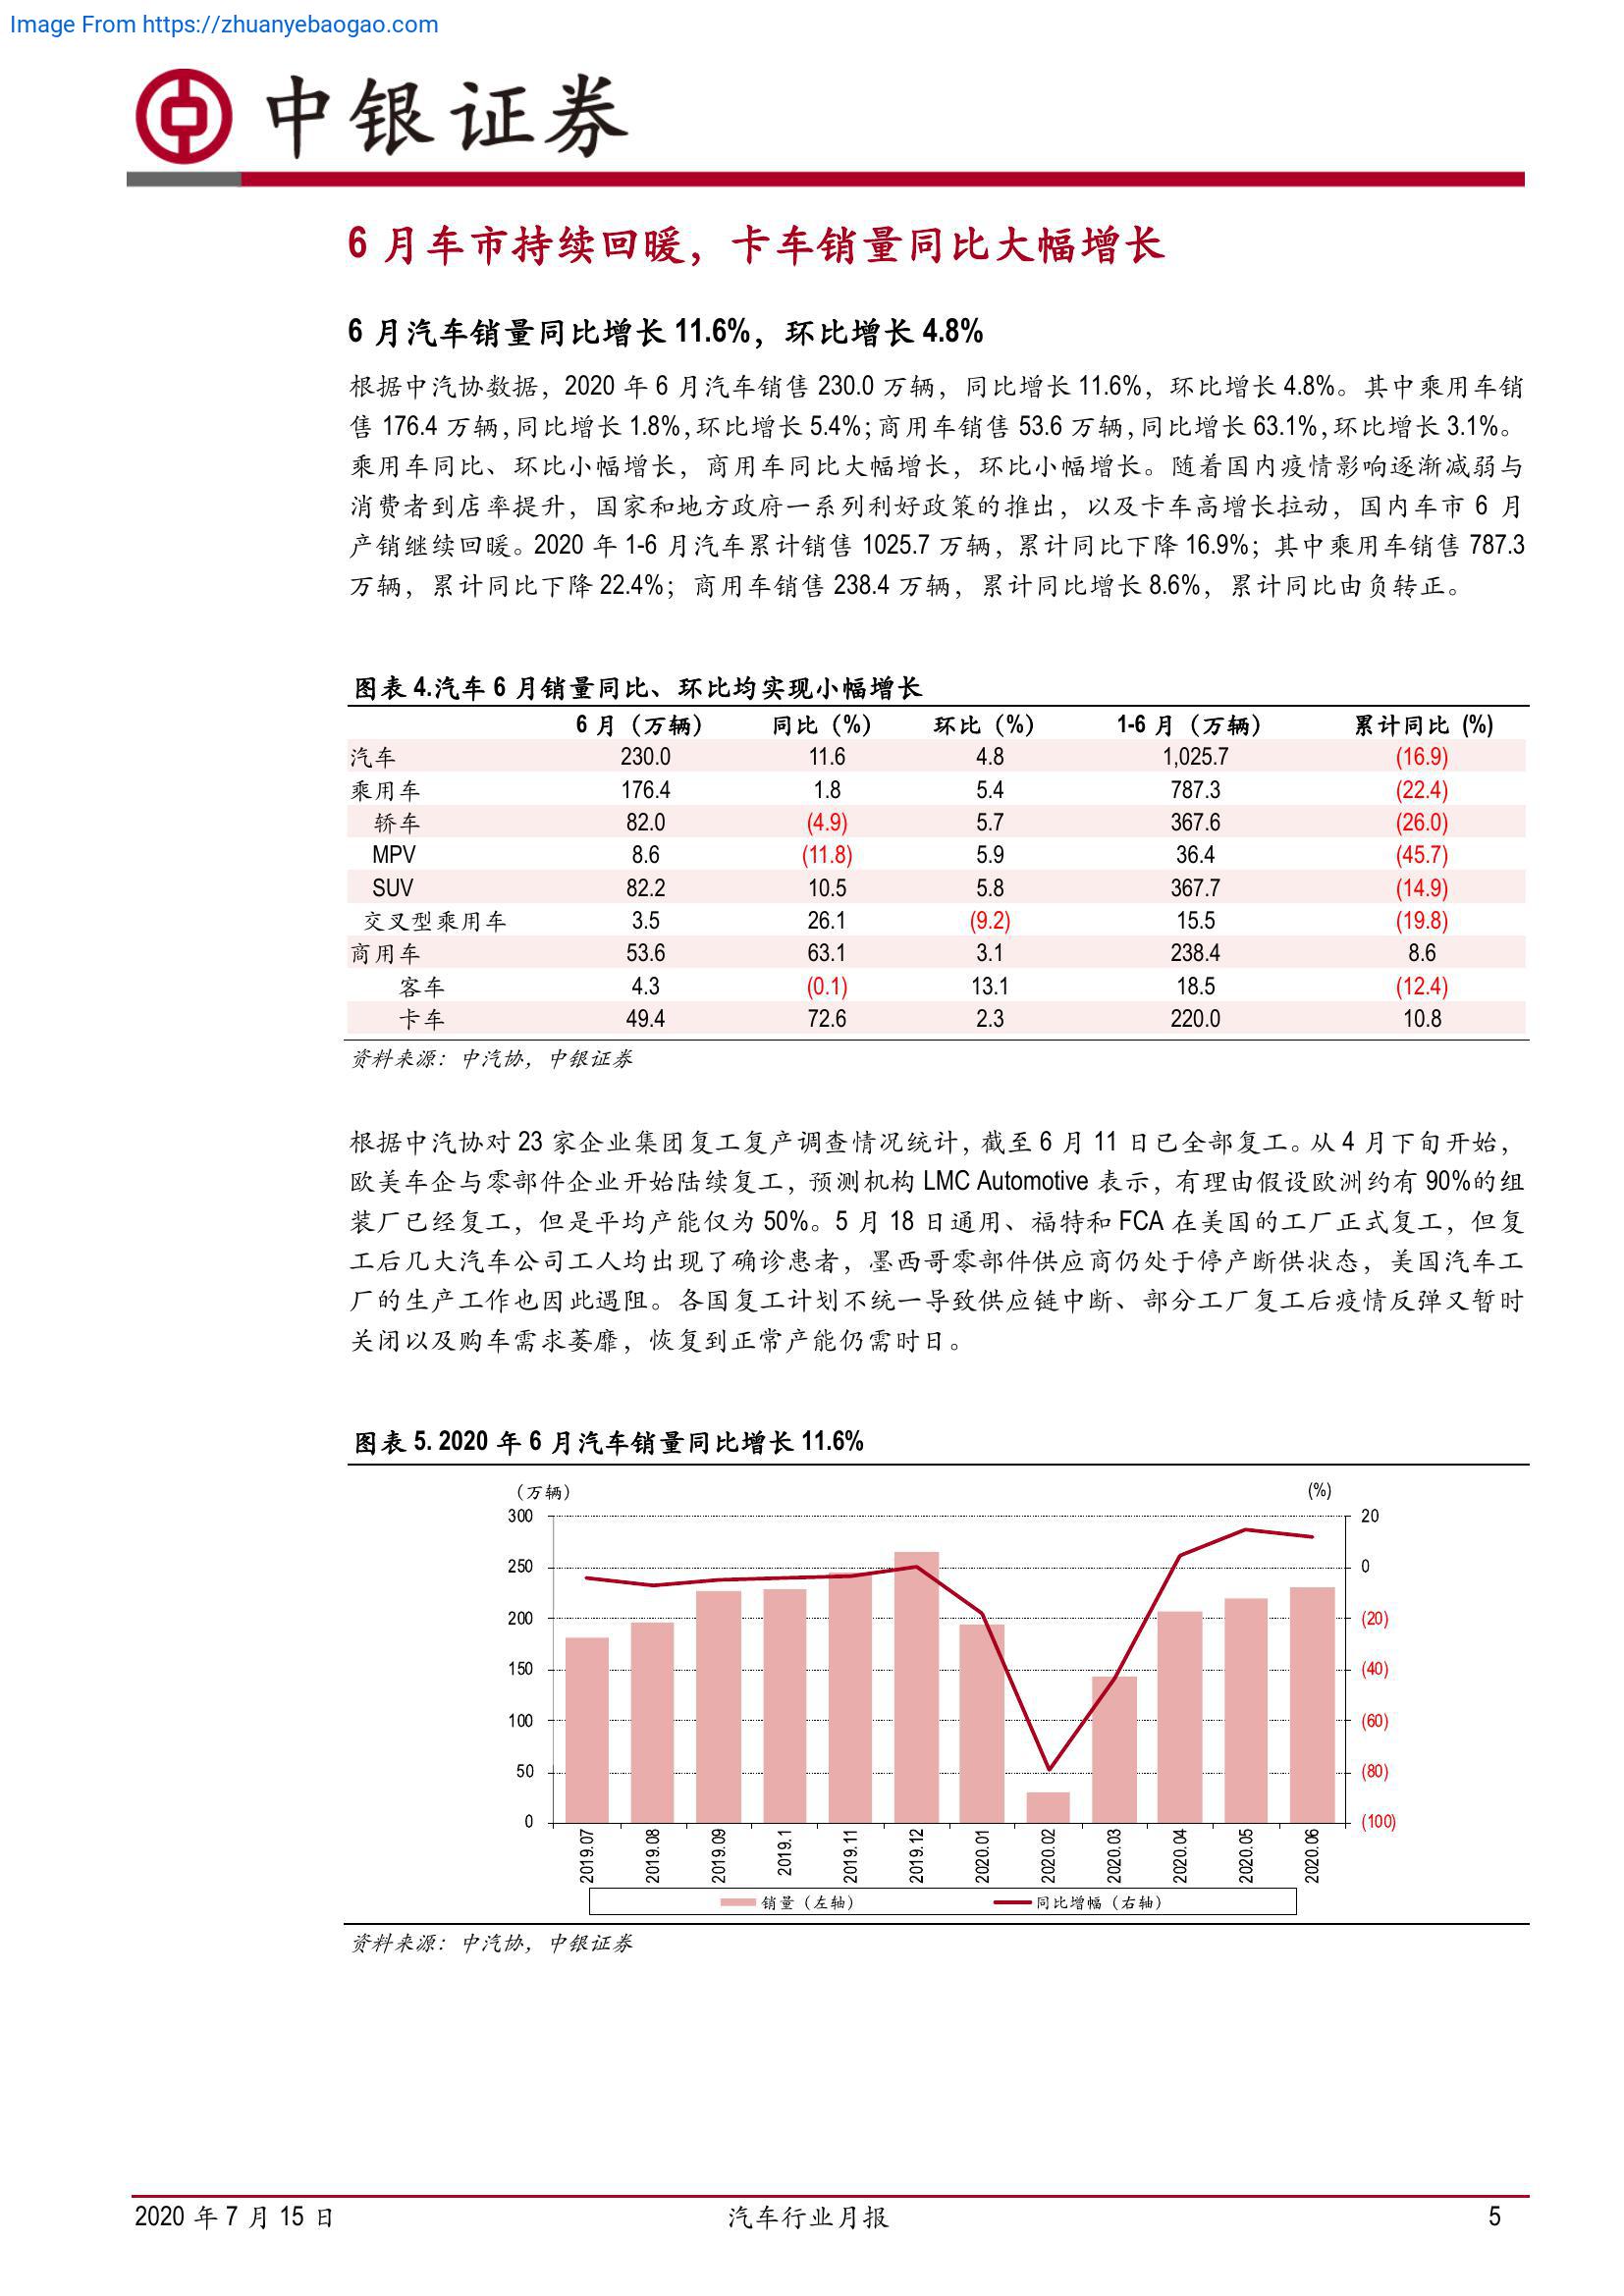 Image From https://zhuanyebaogao.com
中银证券
6 月车市持续回暖，卡车销量同比大幅增长
6 月汽车销量同比增长 11.6%，环比增长 4.8%
根据中汽协数据，2020 年 6 月汽车销售 230.0 万辆，同比增长 11.6%，环比增长 4.8%。其中乘用车销
售 176.4 万辆，同比增长 1.8%，环比增长 5.4%；商用车销售 53.6 万辆，同比增长 63.1%，环比增长 3.1%。
乘用车同比、环比小幅增长，商用车同比大幅增长，环比小幅增长。随着国内疫情影响逐渐减弱与
消费者到店率提升，国家和地方政府一系列利好政策的推出，以及卡车高增长拉动，国内车市 6 月
产销继续回暖。2020 年 1-6 月汽车累计销售 1025.7 万辆，累计同比下降 16.9%；其中乘用车销售 787.3
万辆，累计同比下降 22.4%；商用车销售 238.4 万辆，累计同比增长 8.6%，累计同比由负转正。
图表 4.汽车 6 月销量同比、环比均实现小幅增长
6 月（万辆） 同比（%） 环比（%） 1-6 月（万辆） 累计同比 (%)
汽车 230.0 11.6 4.8 1,025.7 (16.9)
乘用车 176.4 1.8 5.4 787.3 (22.4)
轿车 82.0 (4.9) 5.7 367.6 (26.0)
MPV 8.6 (11.8) 5.9 36.4 (45.7)
SUV 82.2 10.5 5.8 367.7 (14.9)
交叉型乘用车 3.5 26.1 (9.2) 15.5 (19.8)
商用车 53.6 63.1 3.1 238.4 8.6
客车 4.3 (0.1) 13.1 18.5 (12.4)
卡车 49.4 72.6 2.3 220.0 10.8
资料来源：中汽协，中银证券
根据中汽协对 23 家企业集团复工复产调查情况统计，截至 6 月 11 日已全部复工。从 4 月下旬开始，
欧美车企与零部件企业开始陆续复工，预测机构 LMC Automotive 表示，有理由假设欧洲约有 90%的组
装厂已经复工，但是平均产能仅为 50%。5 月 18 日通用、福特和 FCA 在美国的工厂正式复工，但复
工后几大汽车公司工人均出现了确诊患者，墨西哥零部件供应商仍处于停产断供状态，美国汽车工
厂的生产工作也因此遇阻。各国复工计划不统一导致供应链中断、部分工厂复工后疫情反弹又暂时
关闭以及购车需求萎靡，恢复到正常产能仍需时日。
图表 5. 2020 年 6 月汽车销量同比增长 11.6%
（万辆） (%)
300 20
250 0
200 (20)
150 (40)
100 (60)
50 (80)
0 (100)
2019.07 2019.08 2019.09 2019.1 2019.11 2019.12 2020.01 2020.02 2020.03 2020.04 2020.05 2020.06
销量（左轴） 同比增幅（右轴）
资料来源：中汽协，中银证券
2020 年 7 月 15 日 汽车行业月报 5